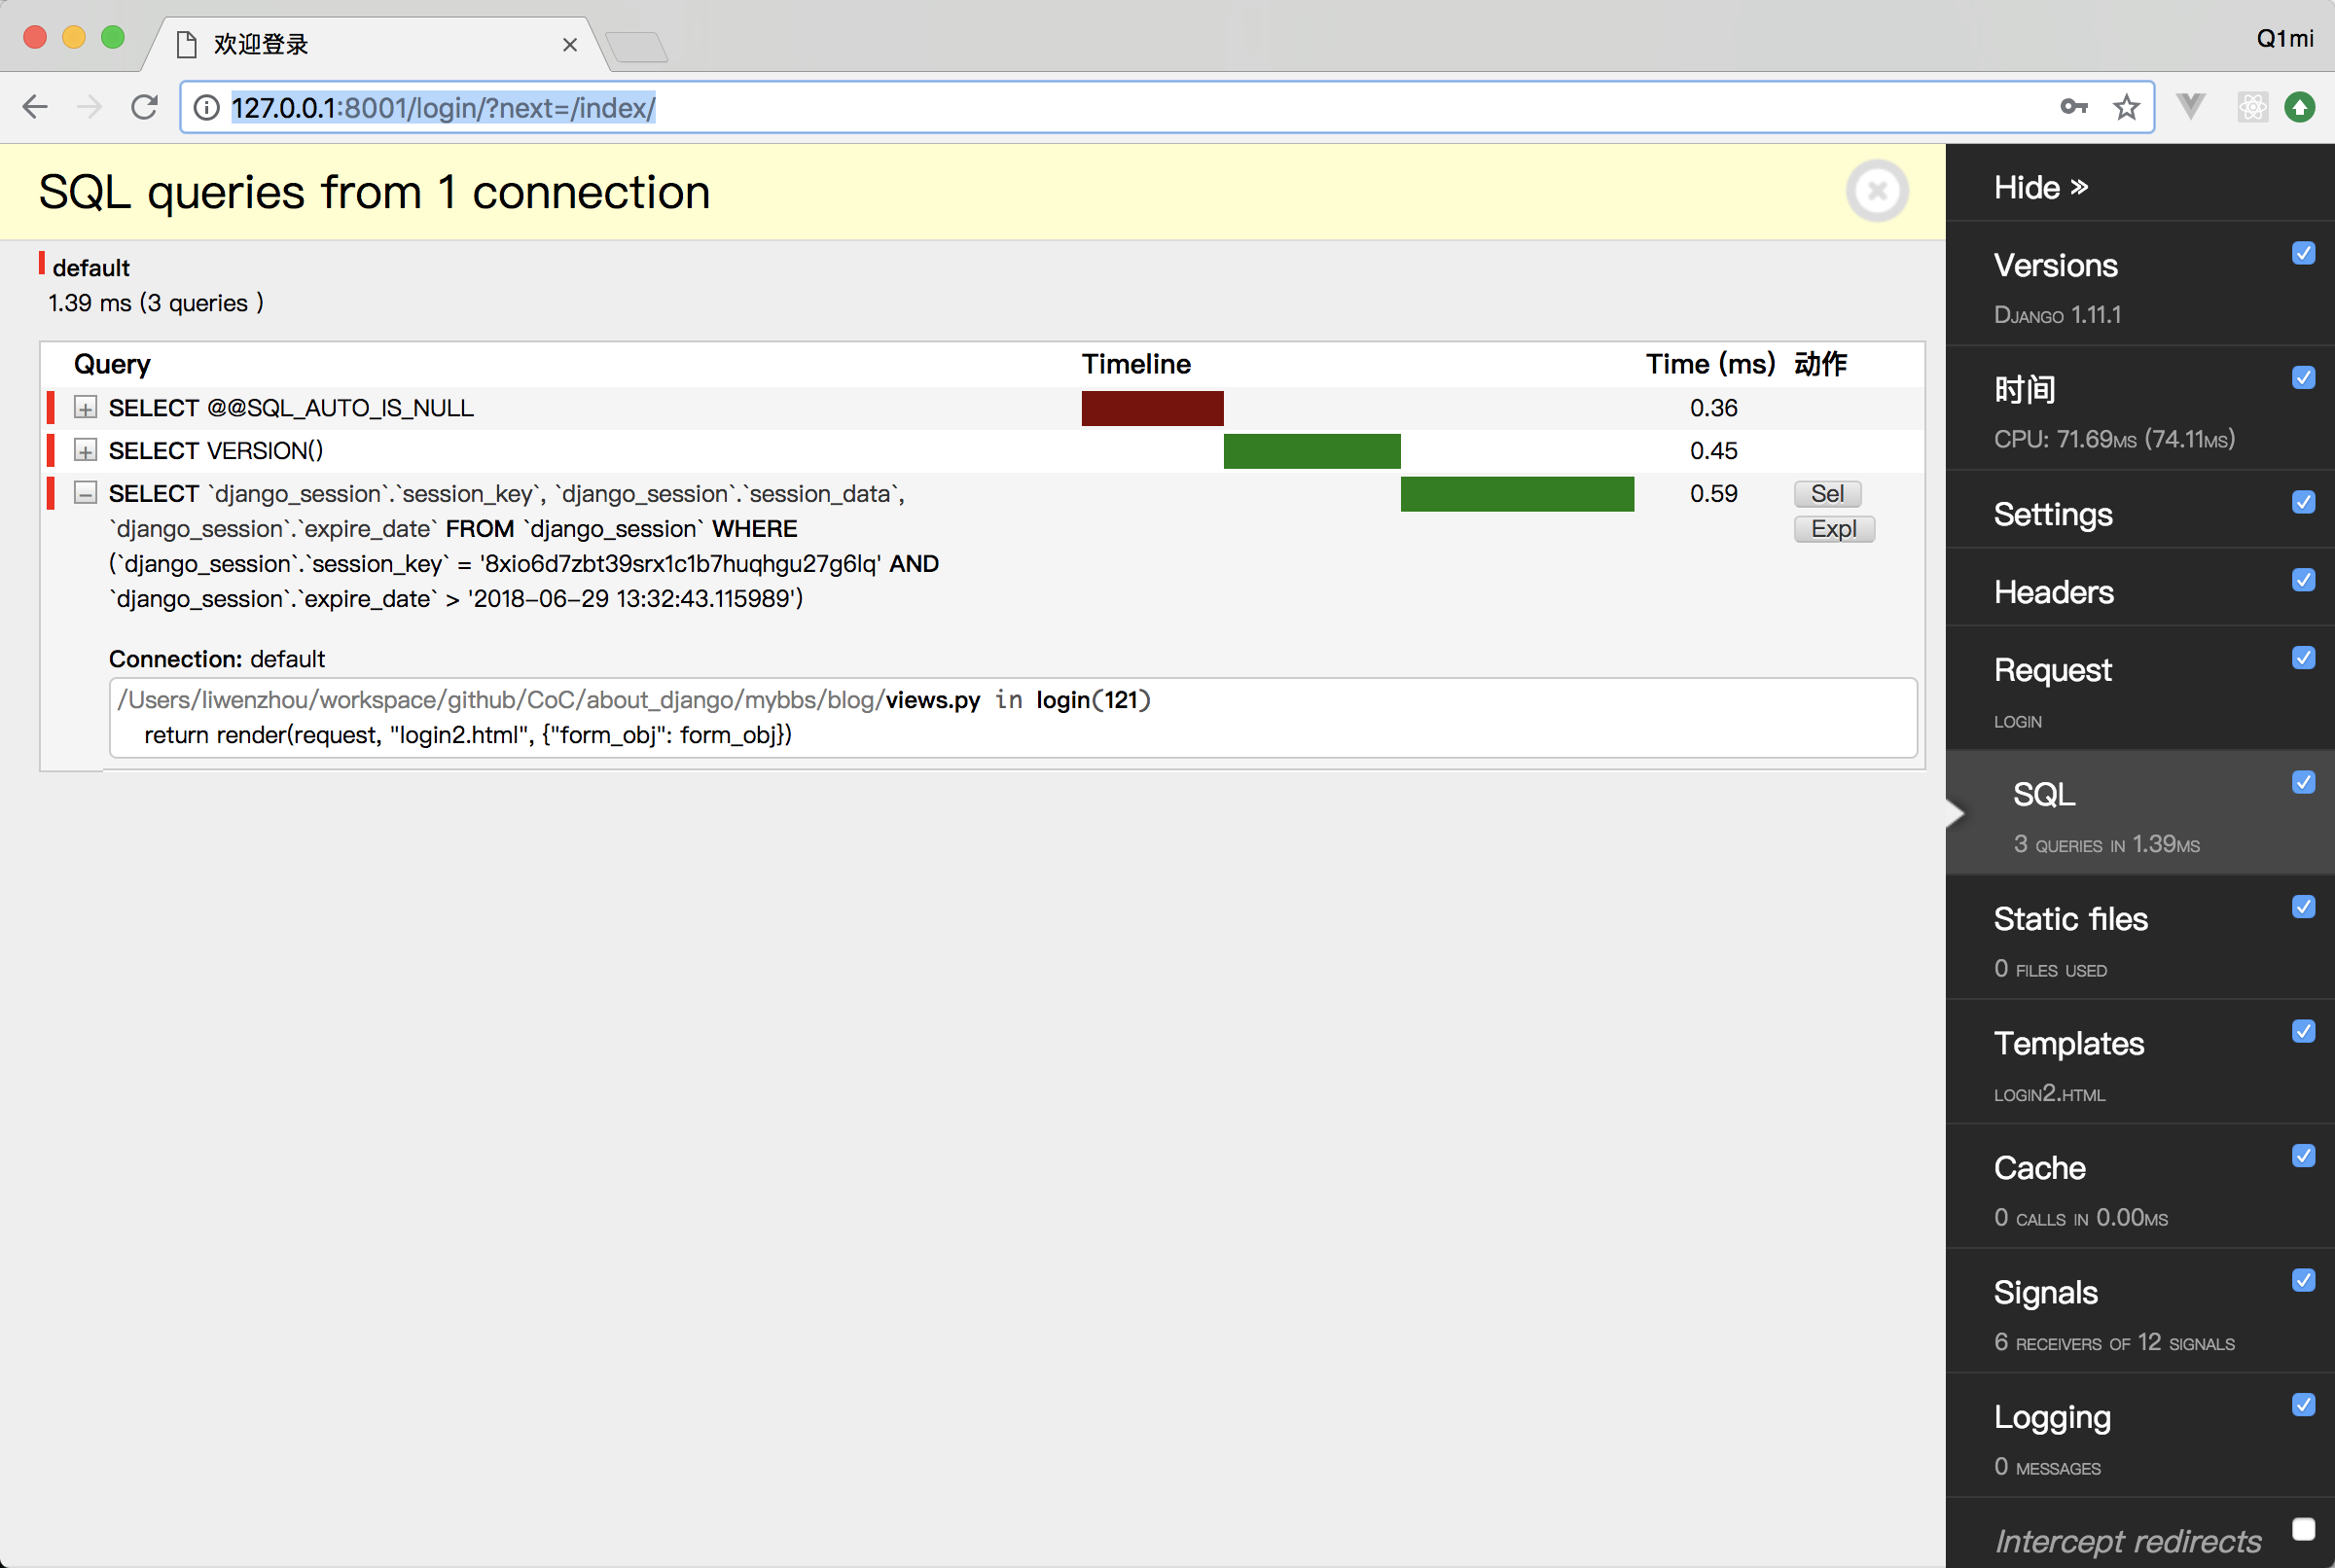 欢迎登录
Q1mi
127.0.0.1:8001/login/?next=/index/
SQL queries from 1 connection
default
1.39 ms (3 queries )
Query Timeline Time (ms) 动作
SELECT @@SQL_AUTO_IS_NULL 0.36
SELECT VERSION() 0.45
SELECT `django_session`.`session_key`, `django_session`.`session_data`, 0.59 Sel
`django_session`.`expire_date` FROM `django_session` WHERE Expl
(`django_session`.`session_key` = '8xio6d7zbt39srx1c1b7huqhgu27g6lq' AND
`django_session`.`expire_date` > '2018-06-29 13:32:43.115989')
Connection: default
/Users/liwenzhou/workspace/github/CoC/about_django/mybbs/blog/views.py in login(121)
return render(request, "login2.html", {"form_obj": form_obj})
Hide »
Versions
Django 1.11.1
时间
CPU: 71.69ms (74.11ms)
Settings
Headers
Request
login
SQL
3 queries in 1.39ms
Static files
0 files used
Templates
login2.html
Cache
0 calls in 0.00ms
Signals
6 receivers of 12 signals
Logging
0 messages
Intercept redirects